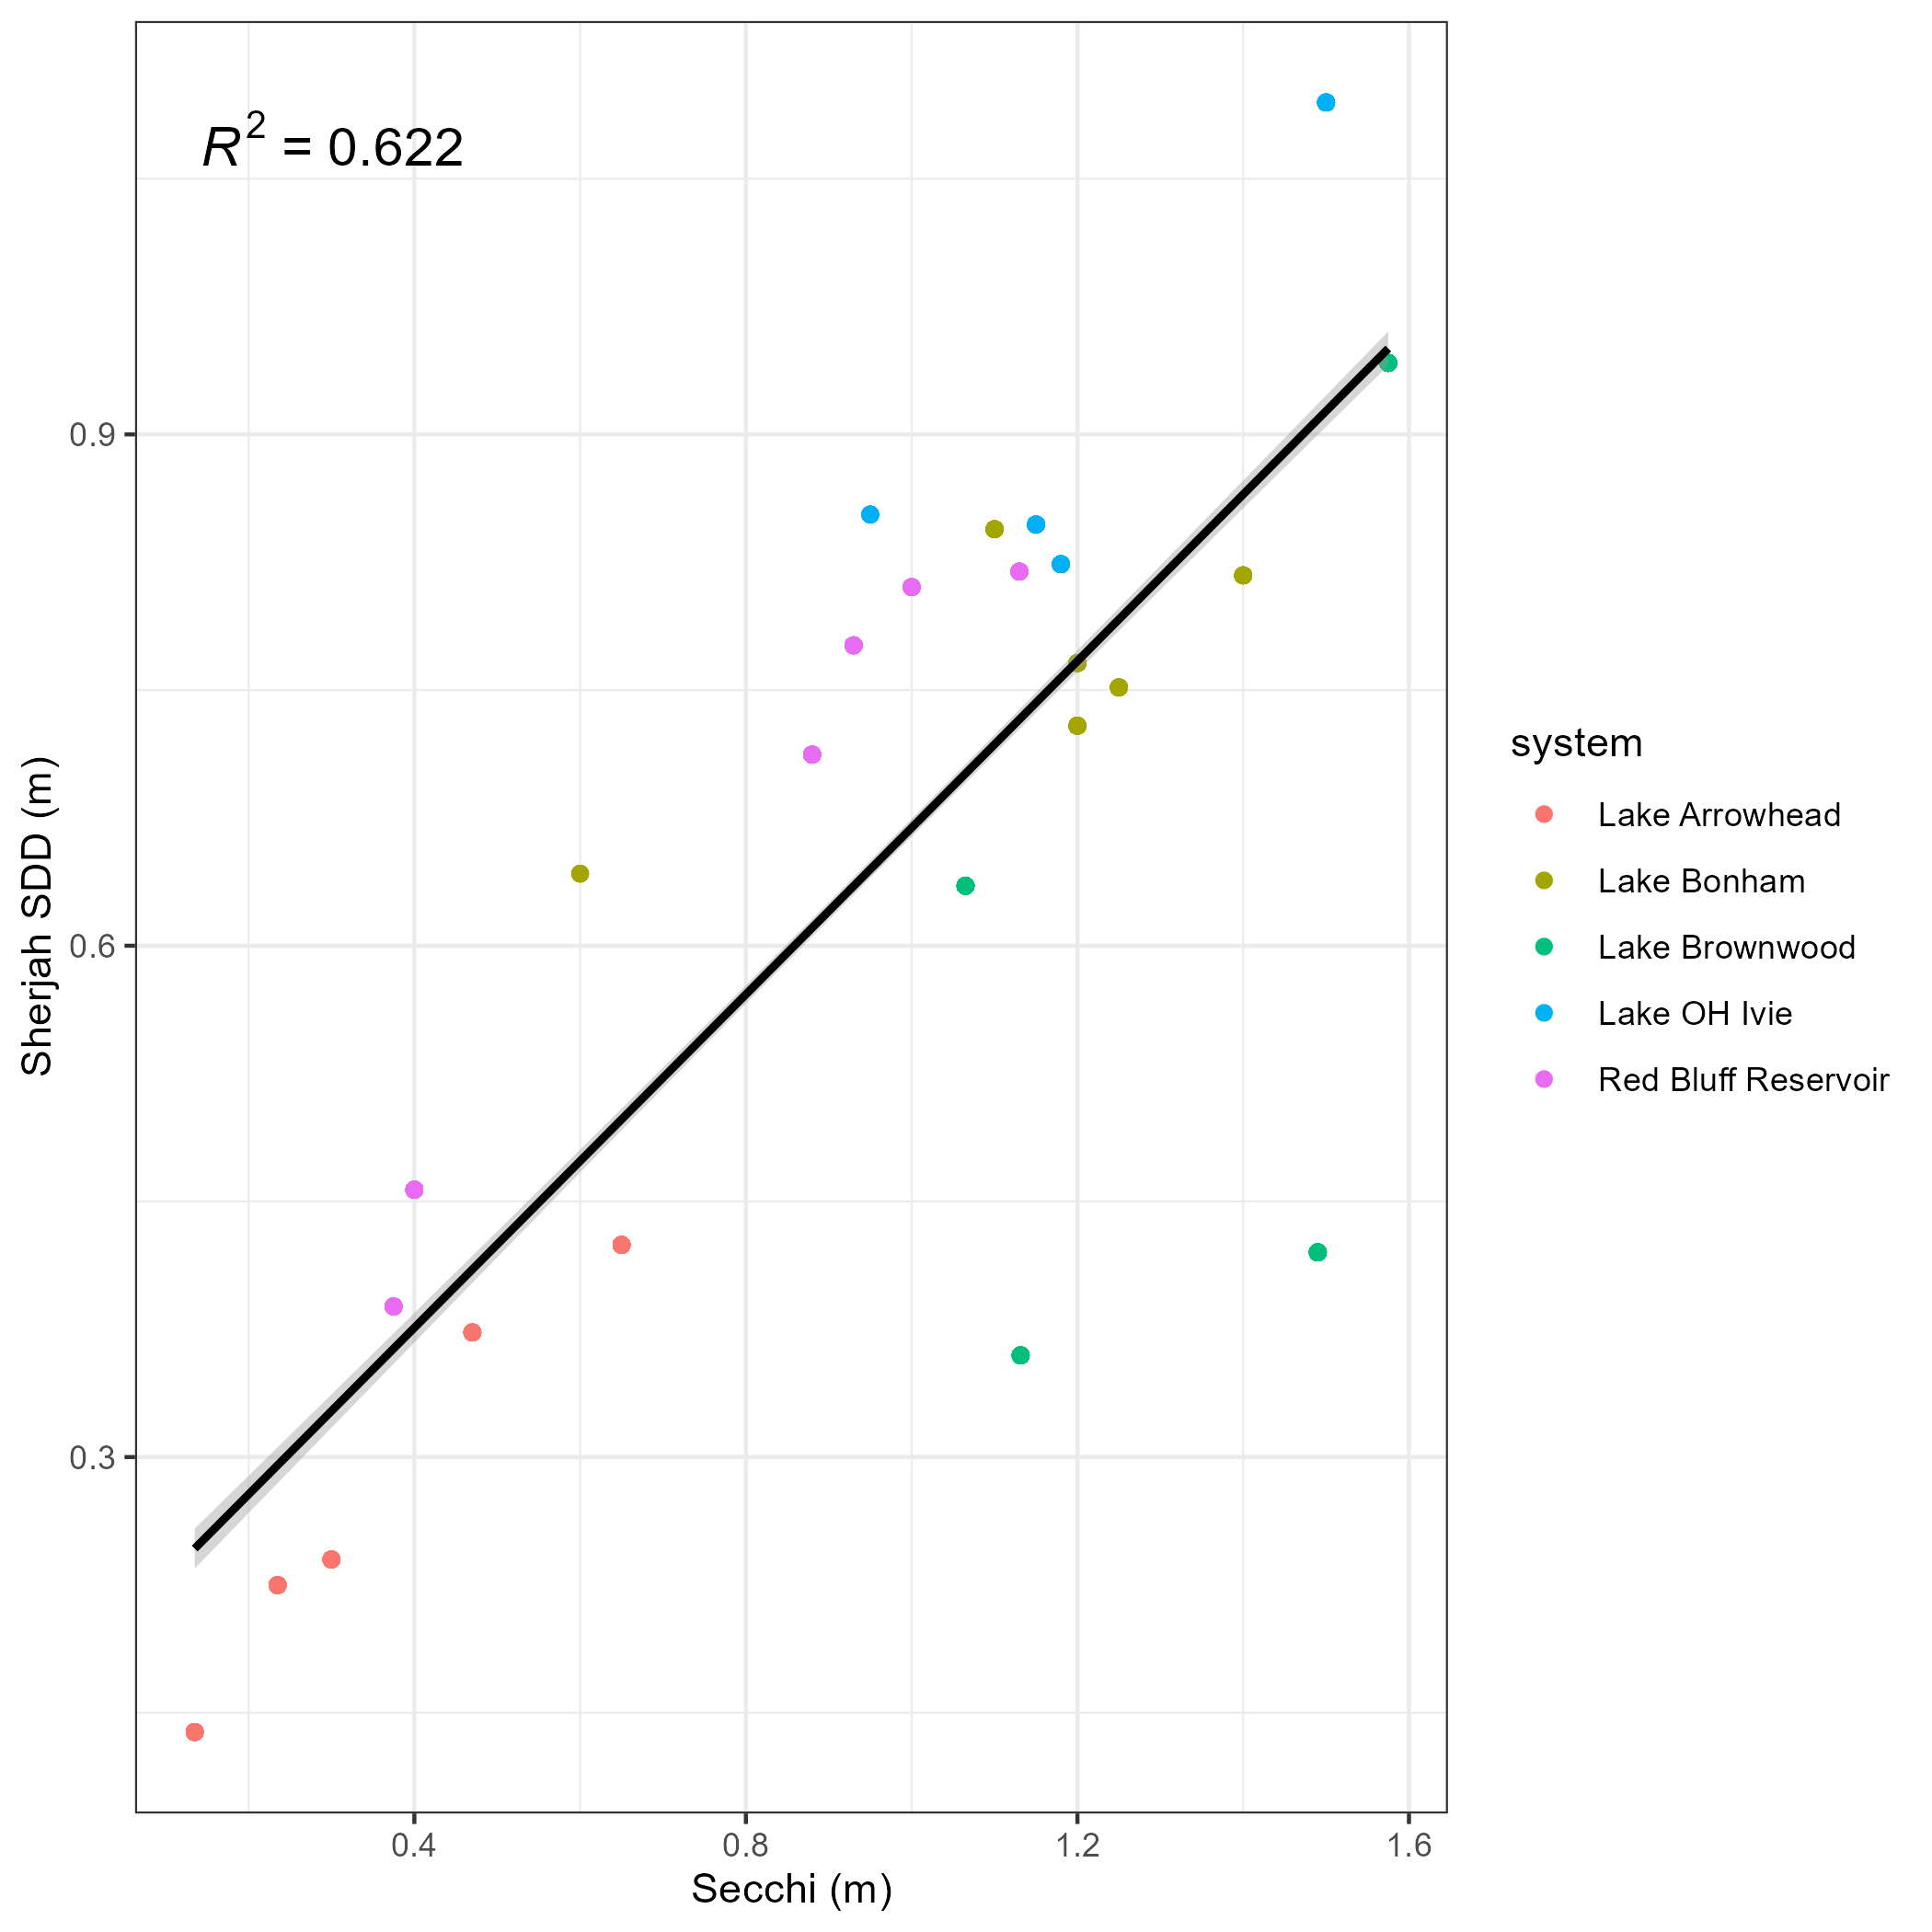 R² = 0.622
Sherjah SDD (m)
0.9
0.6
0.3
0.4 0.8 1.2 1.6
Secchi (m)
system
Lake Arrowhead
Lake Bonham
Lake Brownwood
Lake OH Ivie
Red Bluff Reservoir